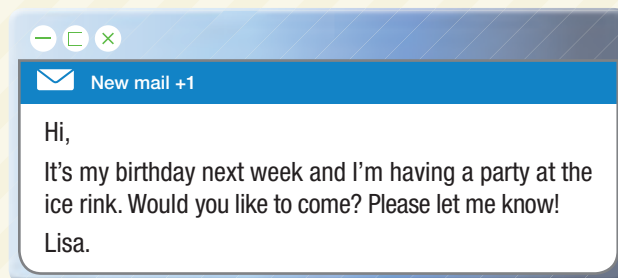 New mail +1
Hi,
It's my birthday next week and I'm having a party at the
ice rink. Would you like to come? Please let me know!
Lisa.